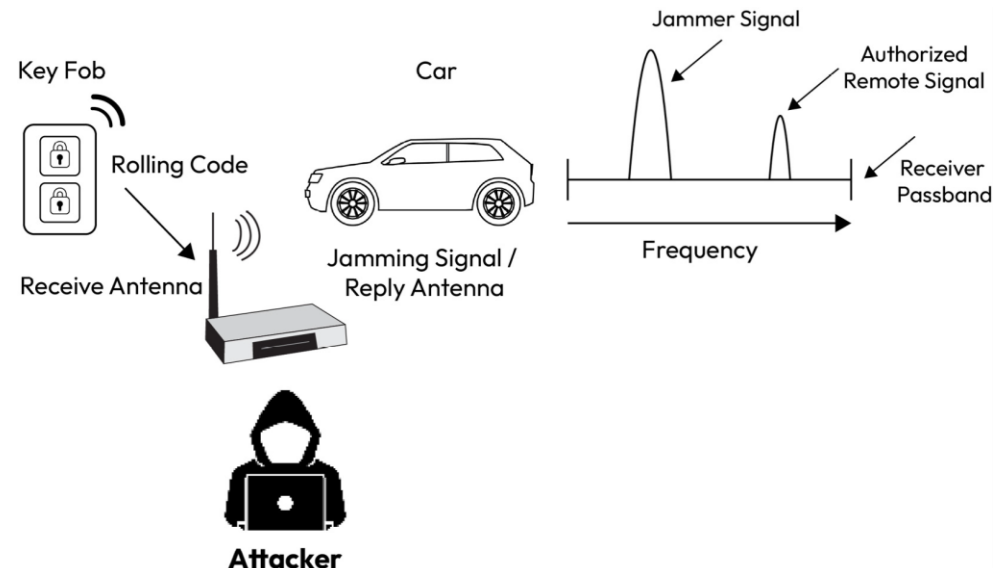 Key Fob
Rolling Code
Receive Antenna
Car
Jamming Signal /
Reply Antenna
Jammer Signal
Authorized
Remote Signal
Receiver
Passband
Frequency
Attacker